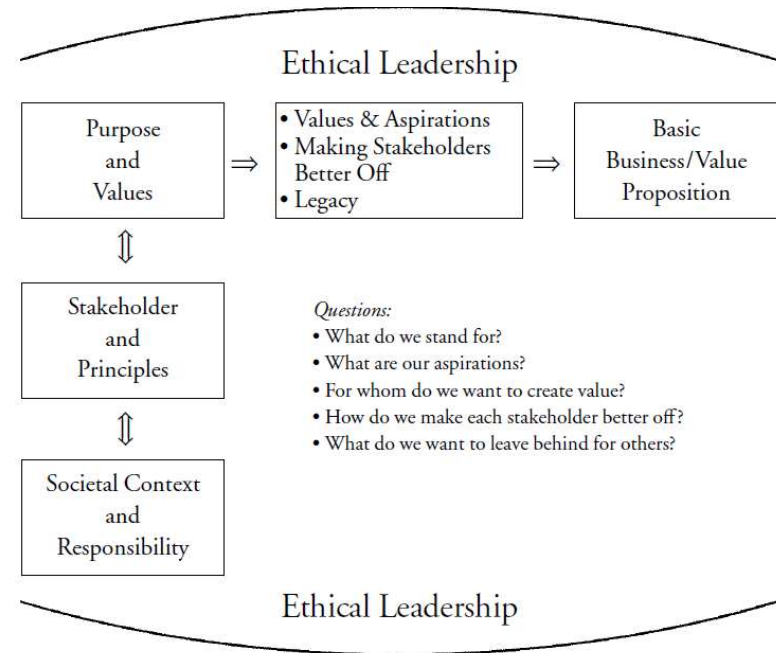 Ethical Leadership
Purpose
and
Values
⇒
• Values & Aspirations
• Making Stakeholders
Better Off
• Legacy
⇒
Basic
Business/Value
Proposition
⇕
Stakeholder
and
Principles
⇕
Societal Context
and
Responsibility
Questions:
• What do we stand for?
• What are our aspirations?
• For whom do we want to create value?
• How do we make each stakeholder better off?
• What do we want to leave behind for others?
Ethical Leadership